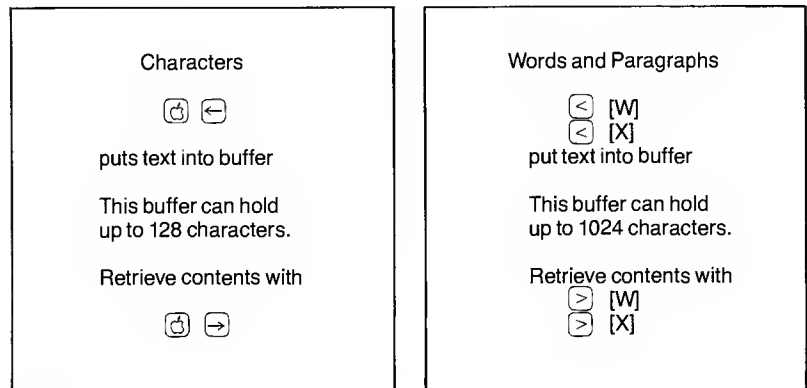 Characters
←
puts text into buffer
This buffer can hold
up to 128 characters.
Retrieve contents with
→
Words and Paragraphs
< [W]
< [X]
put text into buffer
This buffer can hold
up to 1024 characters.
Retrieve contents with
> [W]
> [X]